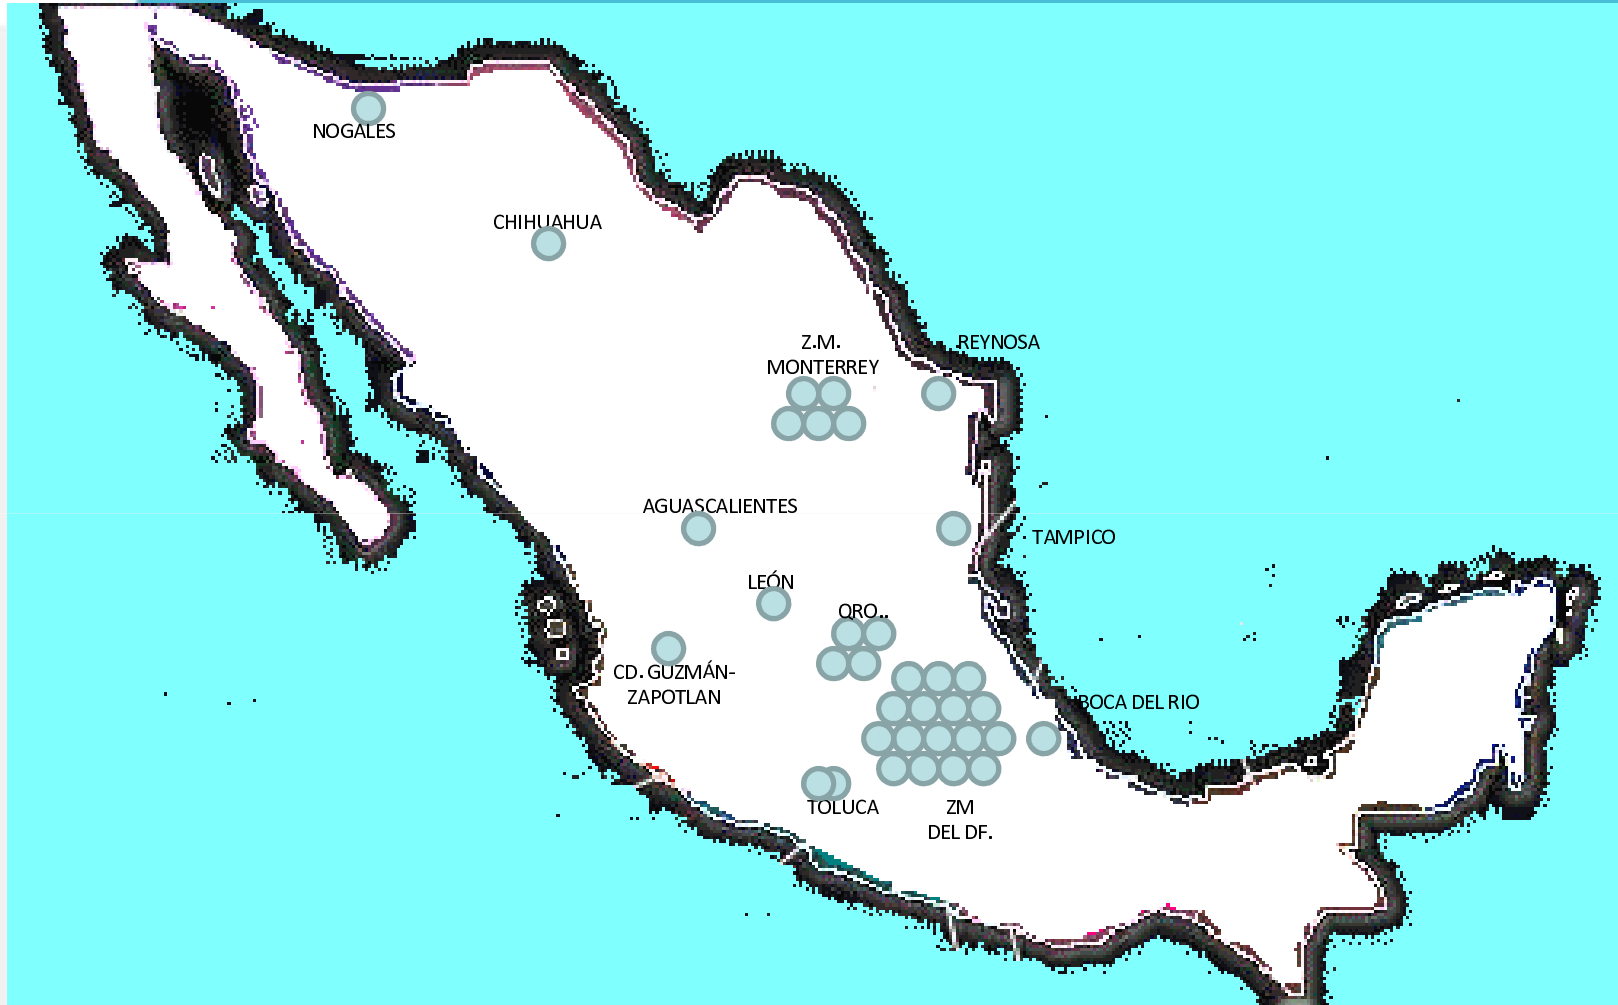 NOGALES
CHIHUAHUA
Z.M.
MONTERREY
REYNOSA
AGUASCALIENTES
TAMPICO
LEÓN
QRO..
CD. GUZMÁN-
ZAPOTLAN
BOCA DEL RIO
TOLUCA
ZM
DEL DF.